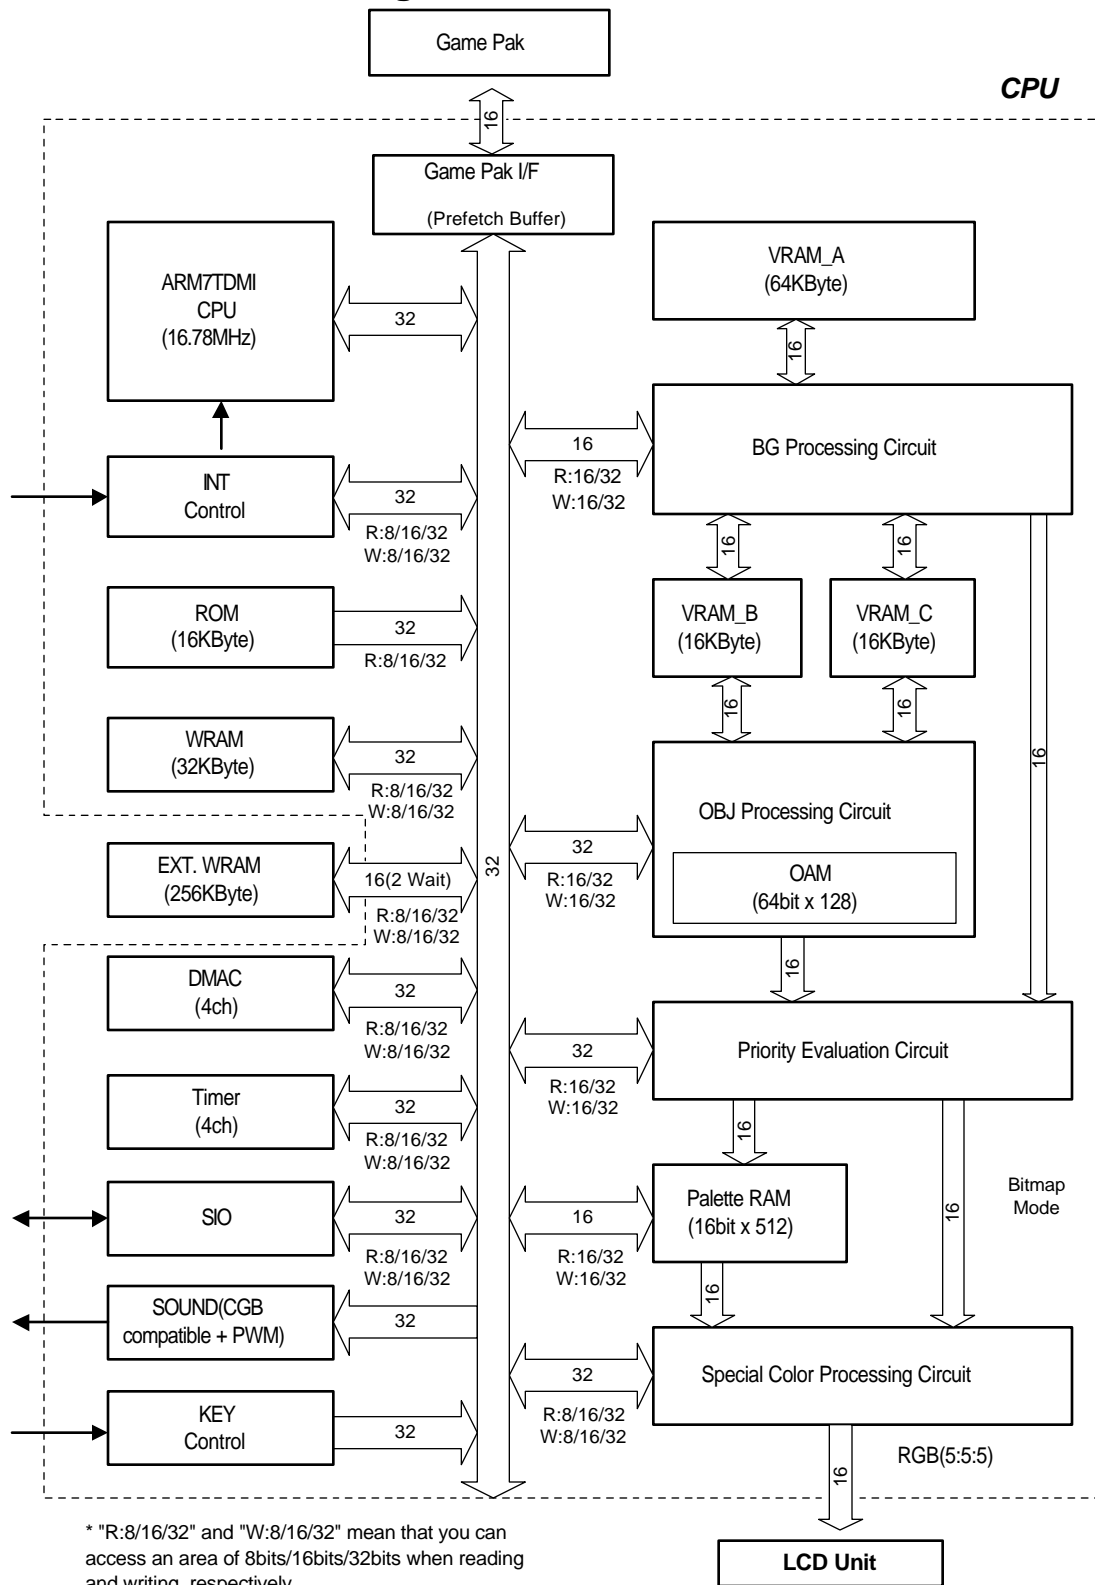 Game Pak
CPU
16
Game Pak I/F
(Prefetch Buffer)
ARM7TDMI
CPU
(16.78MHz)
32
VRAM_A
(64KByte)
16
BG Processing Circuit
16
R:16/32
W:16/32
INT
Control
32
R:8/16/32
W:8/16/32
16
16
ROM
(16KByte)
32
R:8/16/32
VRAM_B
(16KByte)
VRAM_C
(16KByte)
16
16
16
WRAM
(32KByte)
32
R:8/16/32
W:8/16/32
OBJ Processing Circuit
OAM
(64bit x 128)
32
R:16/32
W:16/32
32
EXT. WRAM
(256KByte)
16(2 Wait)
R:8/16/32
W:8/16/32
16
DMAC
(4ch)
32
R:8/16/32
W:8/16/32
Priority Evaluation Circuit
32
R:16/32
W:16/32
Timer
(4ch)
32
R:8/16/32
W:8/16/32
16
16
Bitmap
Mode
Palette RAM
(16bit x 512)
16
R:16/32
W:16/32
SIO
32
R:8/16/32
W:8/16/32
16
SOUND(CGB
compatible + PWM)
32
Special Color Processing Circuit
32
R:8/16/32
W:8/16/32
KEY
Control
32
RGB(5:5:5)
16
* "R:8/16/32" and "W:8/16/32" mean that you can
access an area of 8bits/16bits/32bits when reading
and writing, respectively
LCD Unit